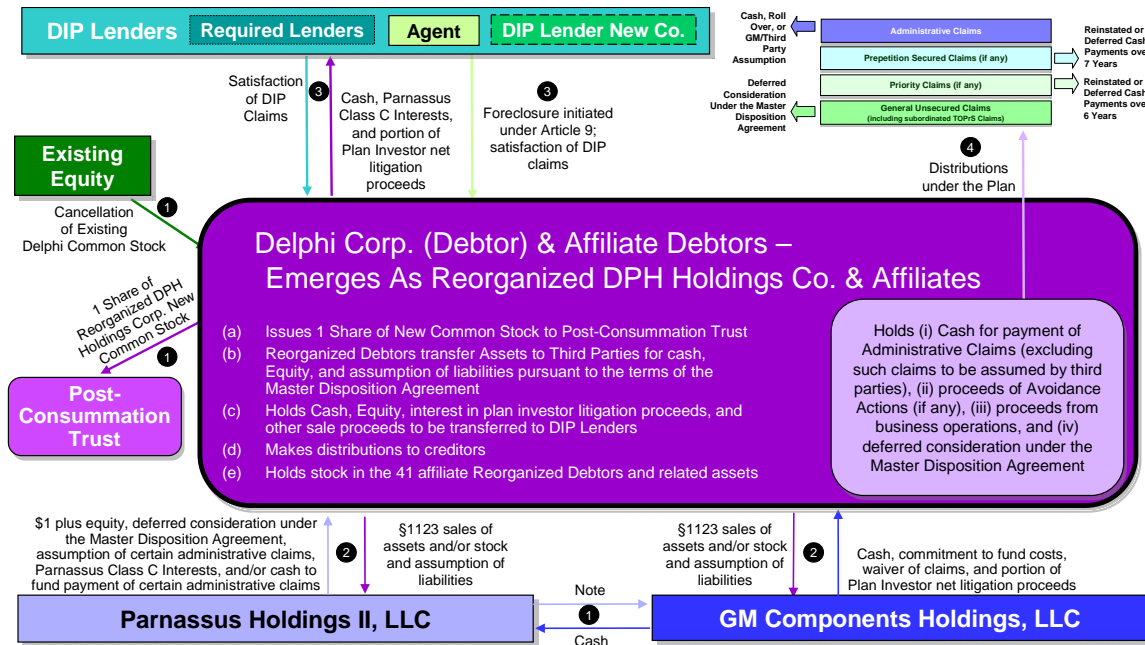 DIP Lenders
Required Lenders
Agent
DIP Lender New Co.
Cash, Roll
Over, or
GM/Third
Party
Assumption
Administrative Claims
Prepetition Secured Claims (if any)
Priority Claims (if any)
General Unsecured Claims
(including subordinated TOPrS Claims)
Reinstated or
Deferred Cash
Payments over
7 Years
Reinstated or
Deferred Cash
Payments over
6 Years
Deferred
Consideration
Under the Master
Disposition
Agreement
Satisfaction
of DIP
Claims
3
Cash, Parnassus
Class C Interests,
and portion of
Plan Investor net
litigation
proceeds
3
Foreclosure initiated
under Article 9;
satisfaction of DIP
claims
4
Distributions
under the Plan
Existing
Equity
1
Cancellation
of Existing
Delphi Common Stock
1 Share of
Reorganized DPH
Holdings Corp. New
Common Stock
1
Post-
Consummation
Trust
Delphi Corp. (Debtor) & Affiliate Debtors –
Emerges As Reorganized DPH Holdings Co. & Affiliates
(a) Issues 1 Share of New Common Stock to Post-Consummation Trust
(b) Reorganized Debtors transfer Assets to Third Parties for cash,
Equity, and assumption of liabilities pursuant to the terms of the
Master Disposition Agreement
(c) Holds Cash, Equity, interest in plan investor litigation proceeds, and
other sale proceeds to be transferred to DIP Lenders
(d) Makes distributions to creditors
(e) Holds stock in the 41 affiliate Reorganized Debtors and related assets
Holds (i) Cash for payment of
Administrative Claims (excluding
such claims to be assumed by third
parties), (ii) proceeds of Avoidance
Actions (if any), (iii) proceeds from
business operations, and (iv)
deferred consideration under the
Master Disposition Agreement
$1 plus equity, deferred consideration under
the Master Disposition Agreement,
assumption of certain administrative claims,
Parnassus Class C Interests, and/or cash to
fund payment of certain administrative claims
2
§1123 sales of
assets and/or stock
and assumption of
liabilities
§1123 sales of
assets and/or stock
and assumption of
liabilities
2
Cash, commitment to fund costs,
waiver of claims, and portion of
Plan Investor net litigation proceeds
Parnassus Holdings II, LLC
Note
1
Cash
GM Components Holdings, LLC